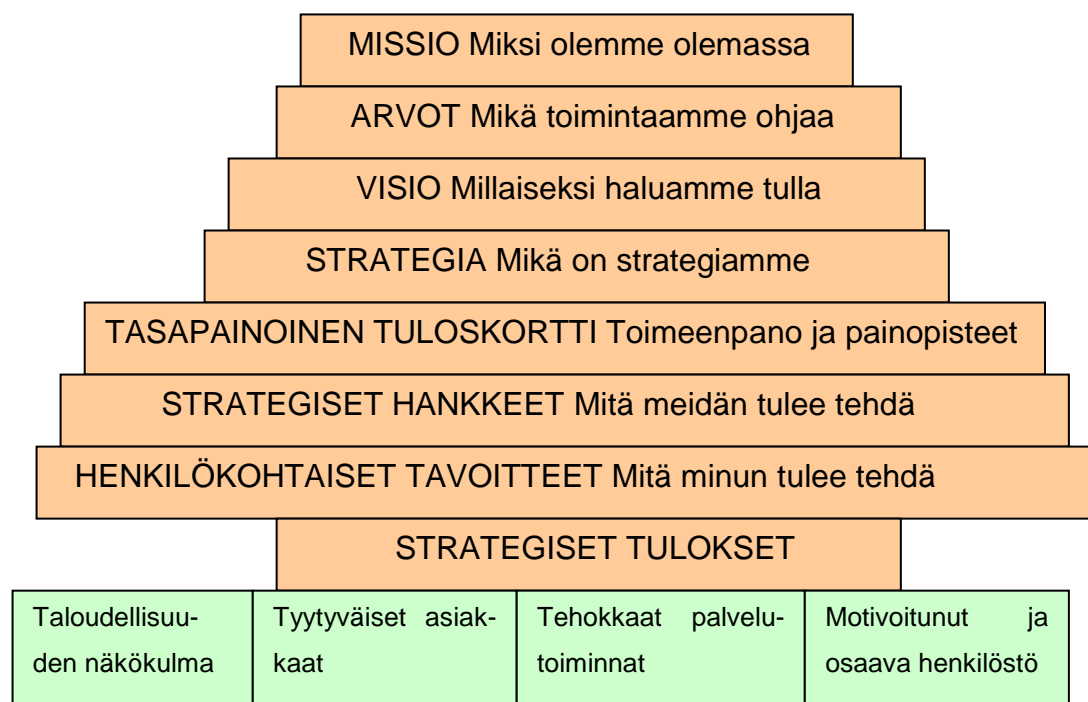 MISSIO Miksi olemme olemassa
ARVOT Mikä toimintaamme ohjaa
VISIO Millaiseksi haluamme tulla
STRATEGIA Mikä on strategiamme
TASAPAINOINEN TULOSKORTTI Toimeenpano ja painopisteet
STRATEGISET HANKKEET Mitä meidän tulee tehdä
HENKILÖKOHTAISET TAVOITTEET Mitä minun tulee tehdä
STRATEGISET TULOKSET
Taloudellisuu-
den näkökulma
Tyytyväiset asiak-
kaat
Tehokkaat palvelu-
toiminnat
Motivoitunut ja
osaava henkilöstö